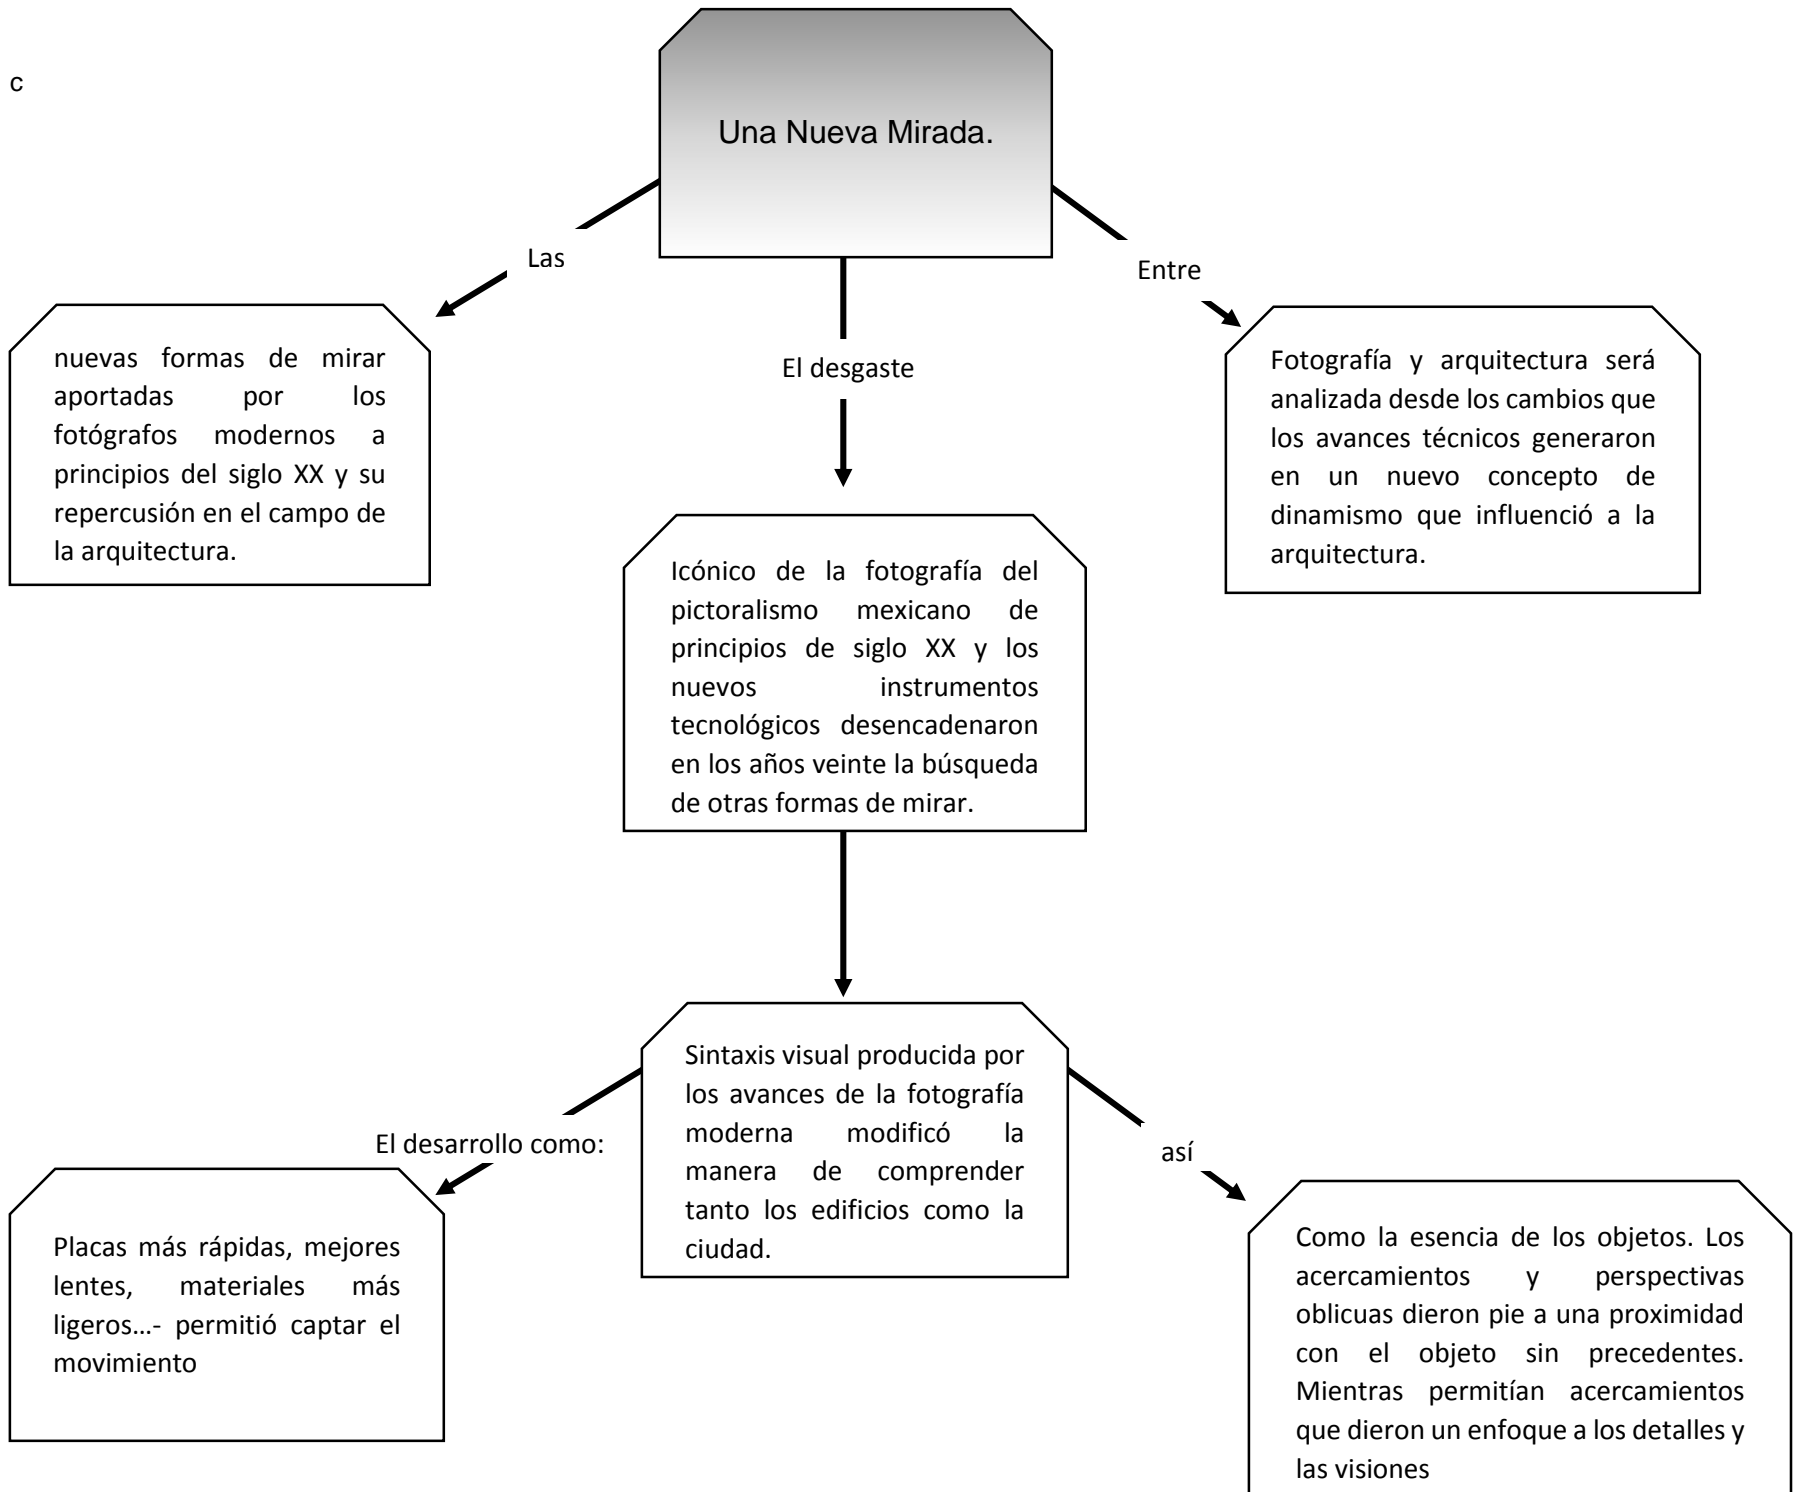 c
Una Nueva Mirada.
Las
Entre
nuevas formas de mirar
aportadas por los
fotógrafos modernos a
principios del siglo XX y su
repercusión en el campo de
la arquitectura.
El desgaste
Fotografía y arquitectura será
analizada desde los cambios que
los avances técnicos generaron
en un nuevo concepto de
dinamismo que influenció a la
arquitectura.
Icónico de la fotografía del
pictoralismo mexicano de
principios de siglo XX y los
nuevos instrumentos
tecnológicos desencadenaron
en los años veinte la búsqueda
de otras formas de mirar.
Sintaxis visual producida por
los avances de la fotografía
moderna modificó la
manera de comprender
tanto los edificios como la
ciudad.
El desarrollo como:
así
Placas más rápidas, mejores
lentes, materiales más
ligeros...- permitió captar el
movimiento
Como la esencia de los objetos. Los
acercamientos y perspectivas
oblicuas dieron pie a una proximidad
con el objeto sin precedentes.
Mientras permitían acercamientos
que dieron un enfoque a los detalles y
las visiones